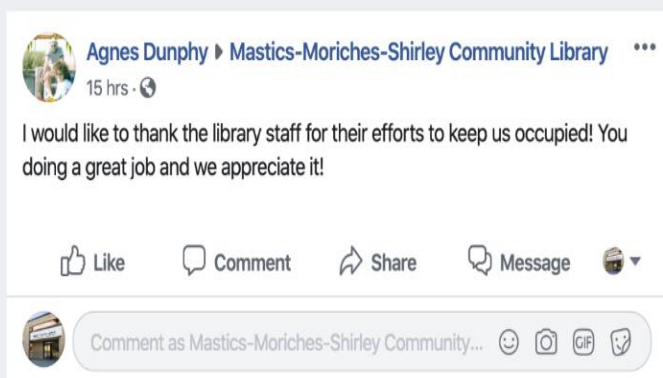 Agnes Dunphy ▸ Mastics-Moriches-Shirley Community Library
15 hrs ·
I would like to thank the library staff for their efforts to keep us occupied! You
doing a great job and we appreciate it!
Like Comment Share Message
Comment as Mastics-Moriches-Shirley Community... GIF